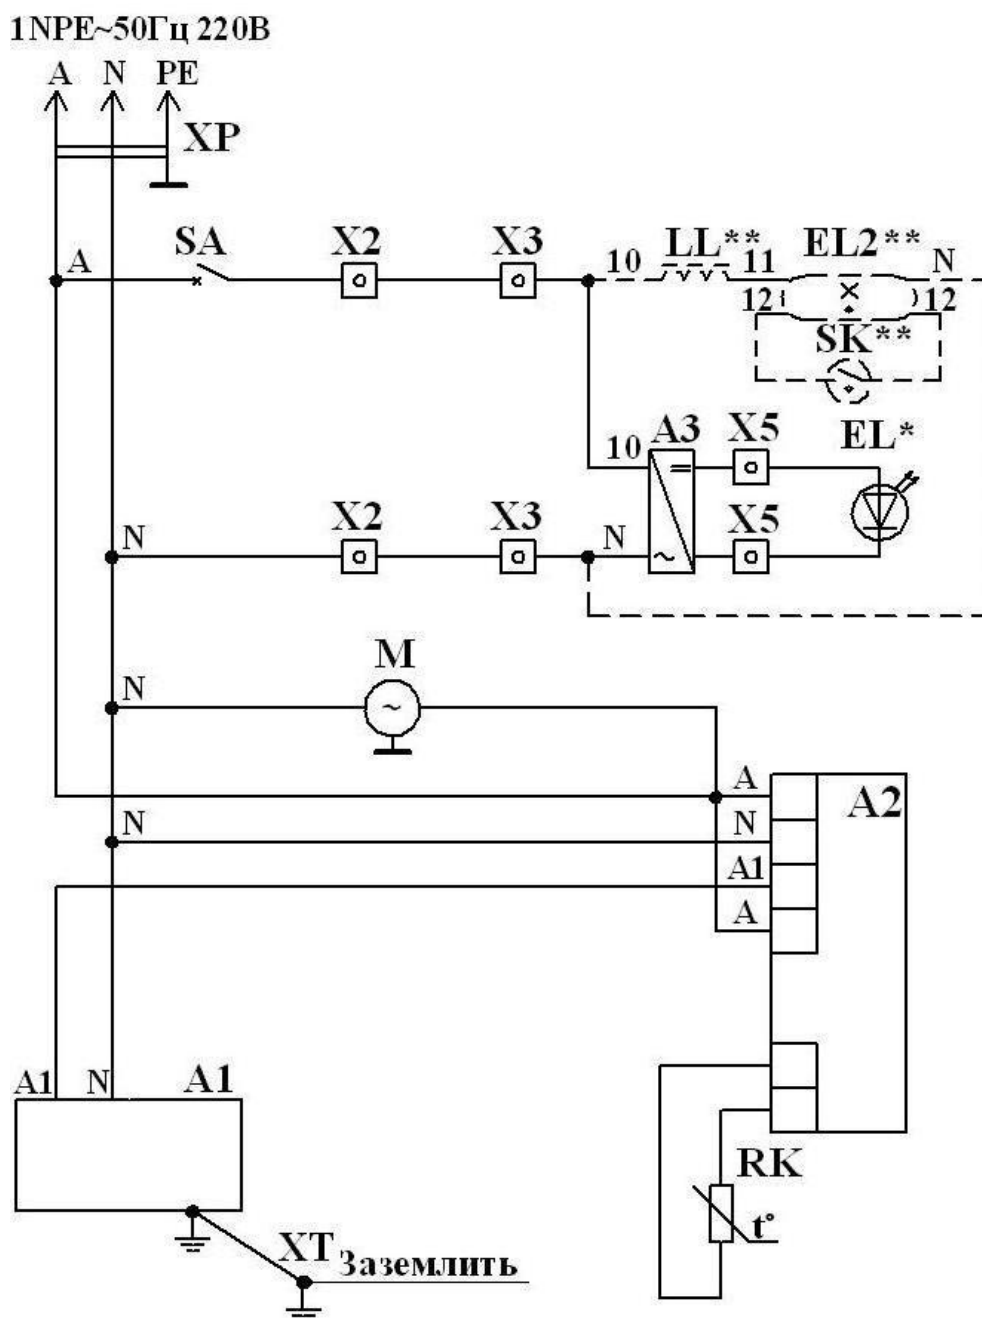 1NPE~50Гц 220В
A N PE
XP
A SA X2 X3 10 LL** 11 EL2** N
12 12
SK**
10 A3 X5 EL*
N X2 X3 N X5
~
N M
~
A A2
N N
A1
A
A1 N A1
RK
t°
XT Заземлить